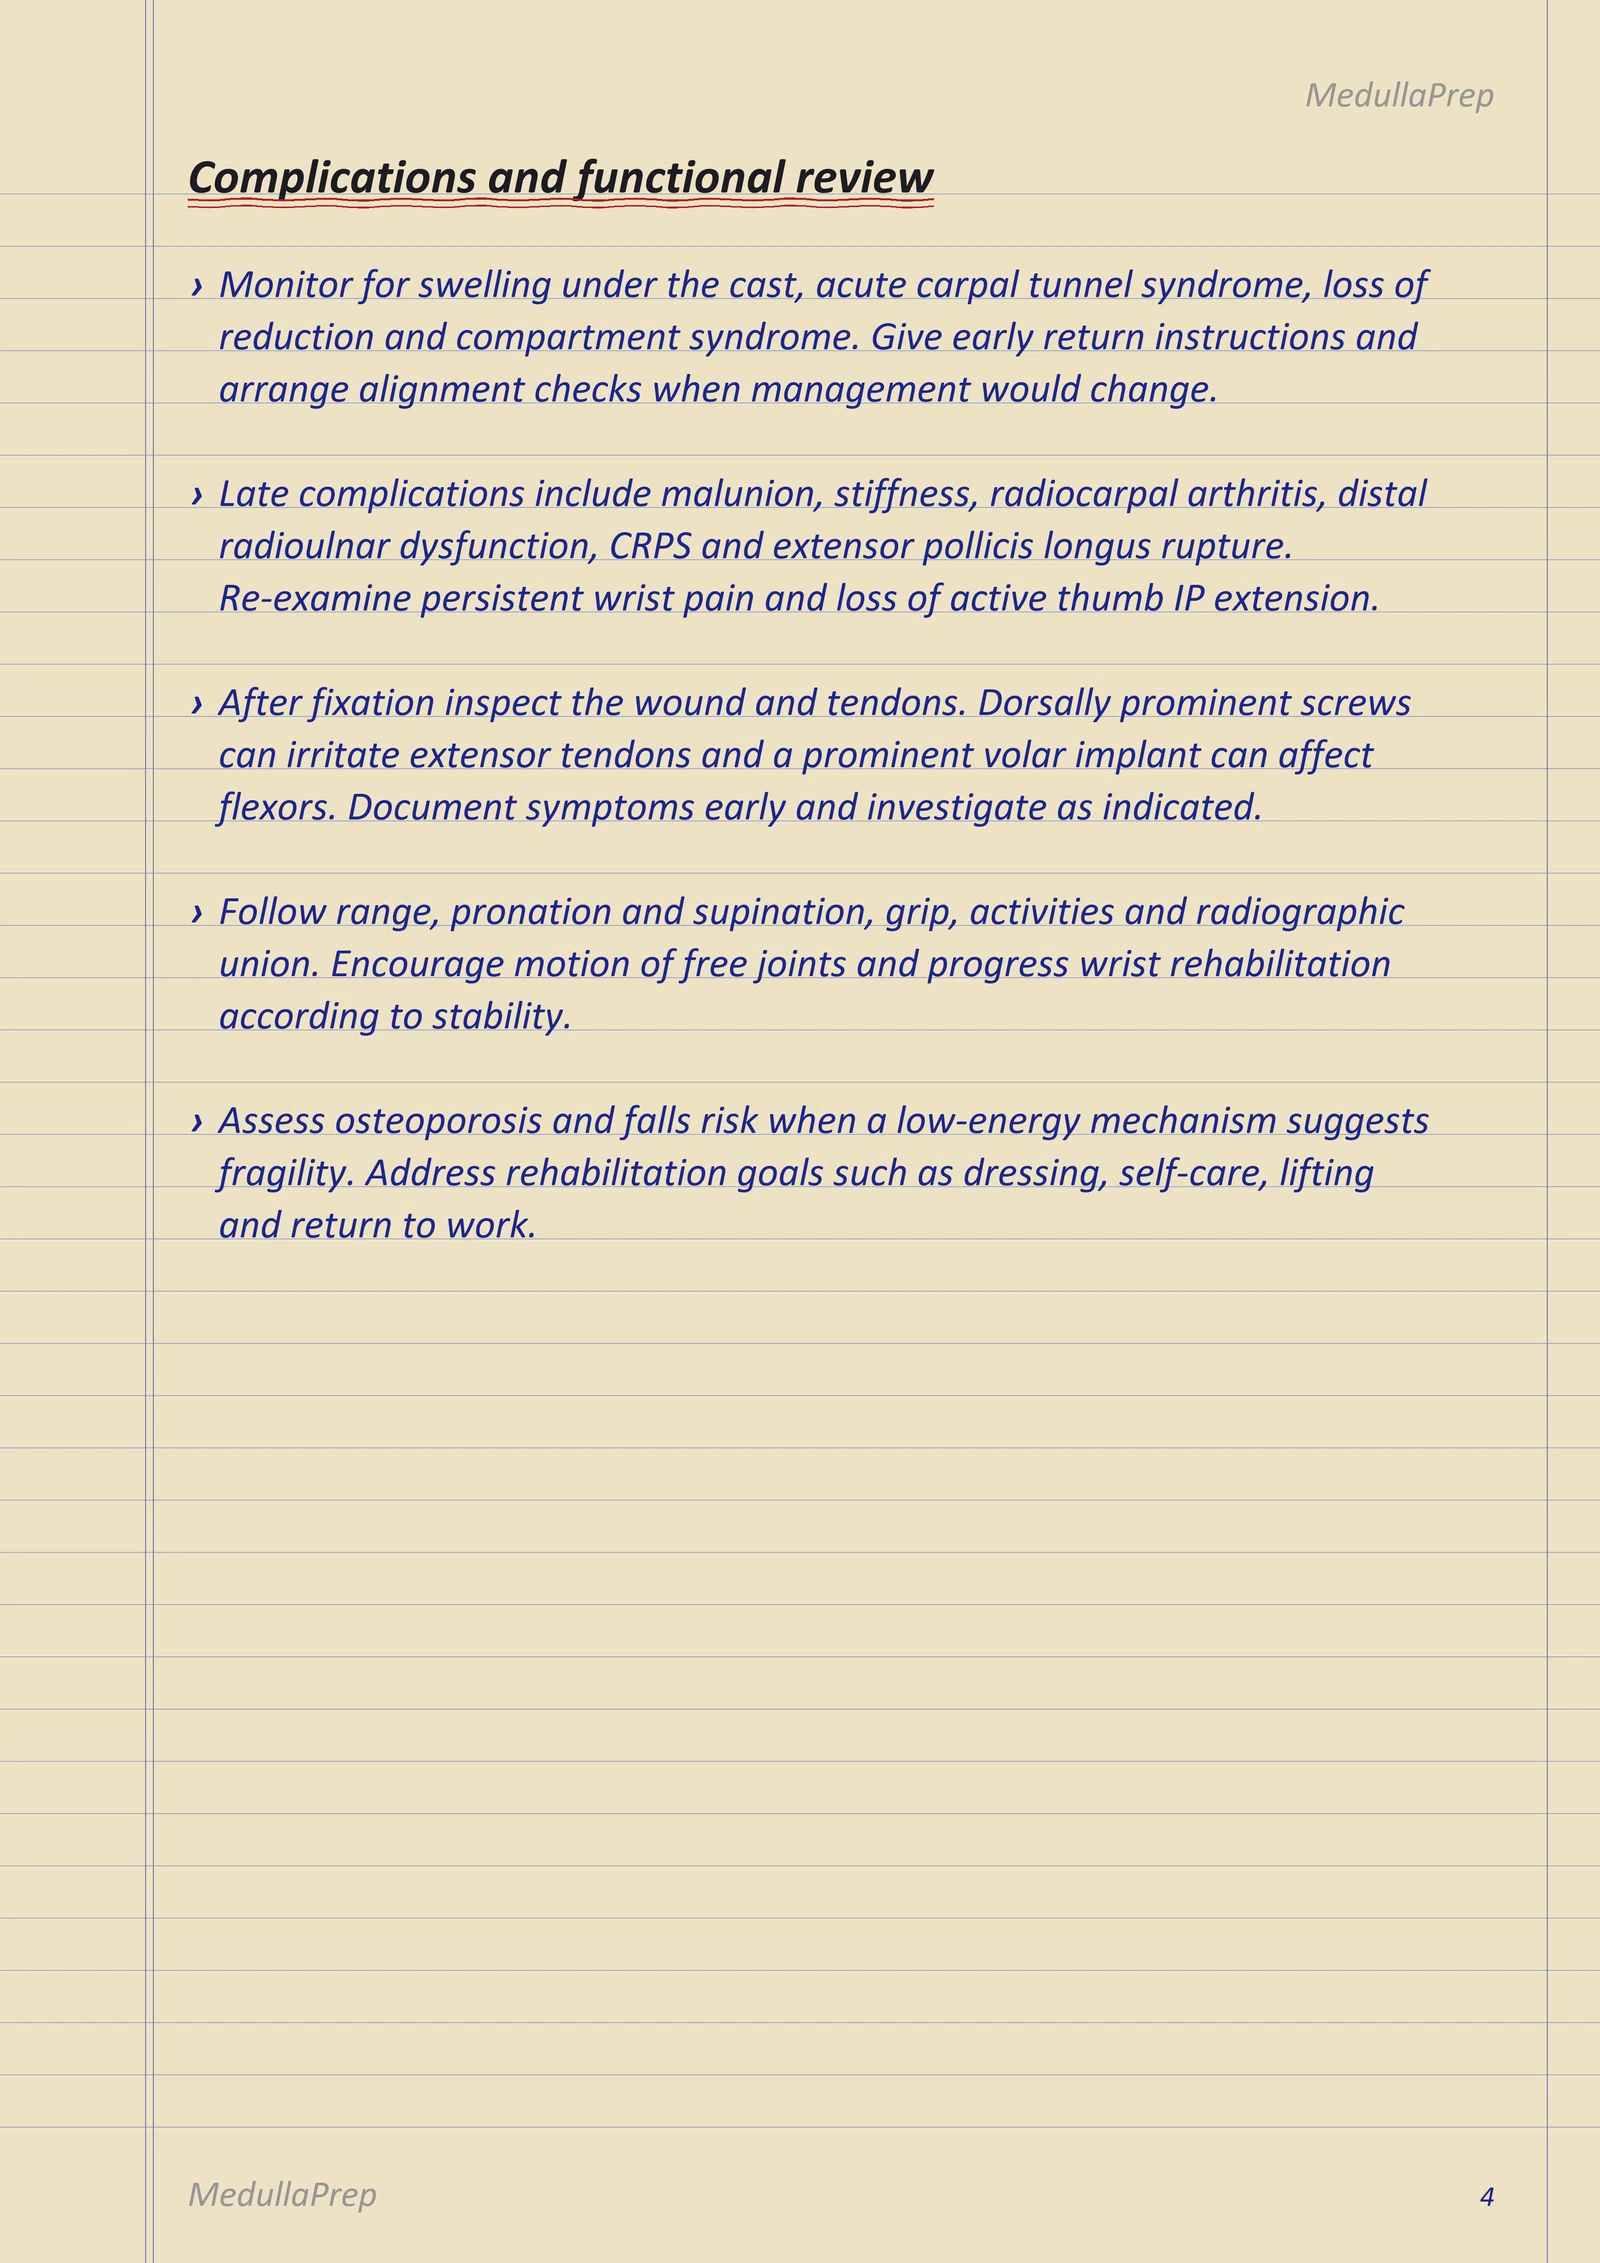 MedullaPrep
Complications and functional review
› Monitor for swelling under the cast, acute carpal tunnel syndrome, loss of
reduction and compartment syndrome. Give early return instructions and
arrange alignment checks when management would change.
› Late complications include malunion, stiffness, radiocarpal arthritis, distal
radioulnar dysfunction, CRPS and extensor pollicis longus rupture.
Re-examine persistent wrist pain and loss of active thumb IP extension.
› After fixation inspect the wound and tendons. Dorsally prominent screws
can irritate extensor tendons and a prominent volar implant can affect
flexors. Document symptoms early and investigate as indicated.
› Follow range, pronation and supination, grip, activities and radiographic
union. Encourage motion of free joints and progress wrist rehabilitation
according to stability.
› Assess osteoporosis and falls risk when a low-energy mechanism suggests
fragility. Address rehabilitation goals such as dressing, self-care, lifting
and return to work.
MedullaPrep
4